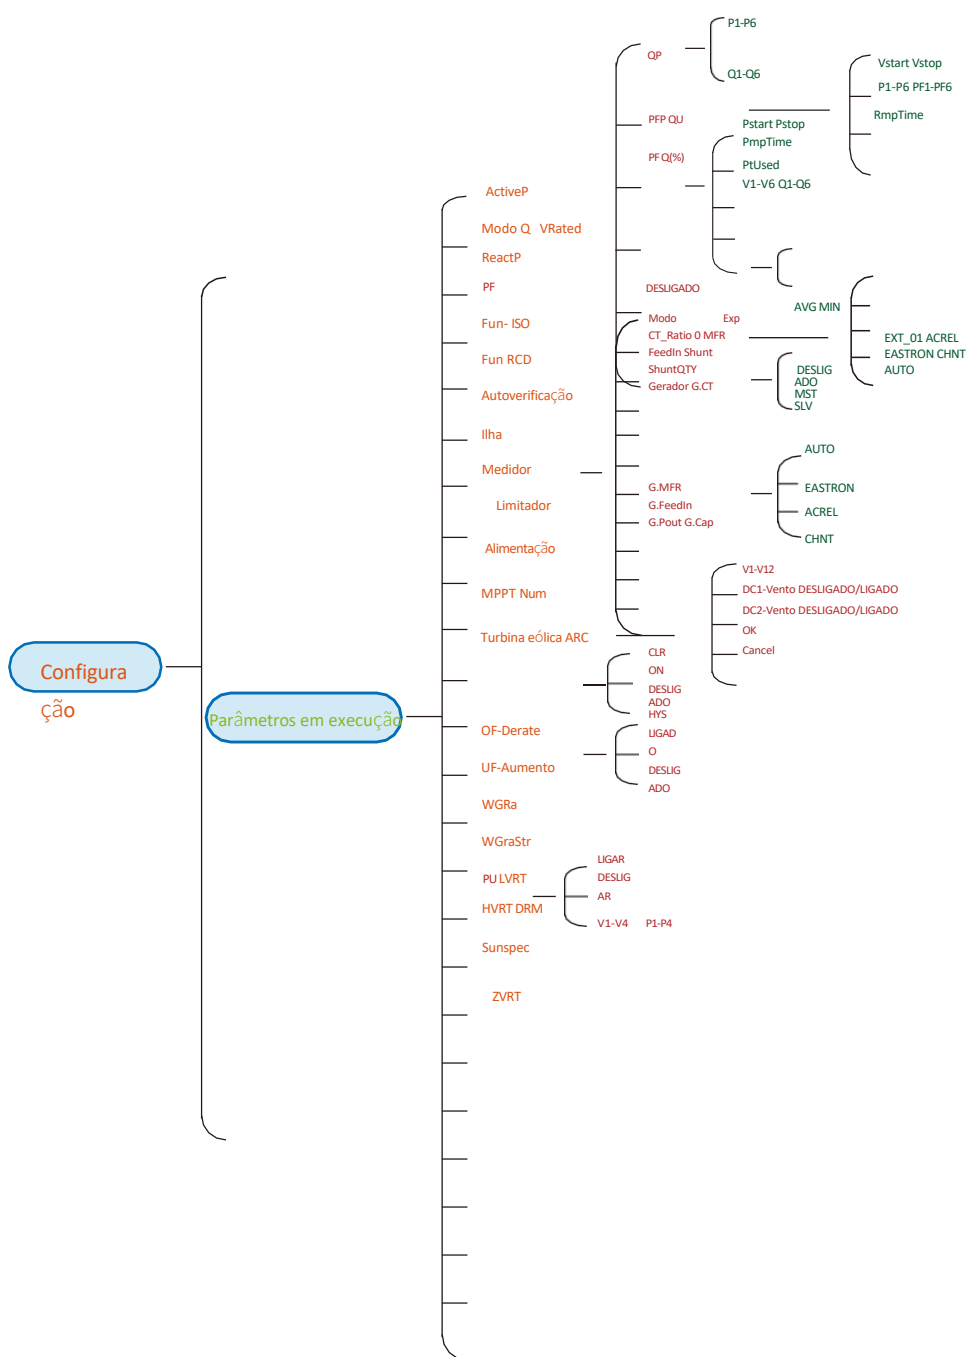 Configura
ção
Parâmetros em execução
ActiveP
Modo Q VRated
ReactP
PF
Fun- ISO
Fun RCD
Autoverificação
Ilha
Medidor
Limitador
Alimentação
MPPT Num
Turbina eólica ARC
OF-Derate
UF-Aumento
WGRa
WGraStr
PU LVRT
HVRT DRM
Sunspec
ZVRT
QP
PFP QU
PF Q(%)
DESLIGADO
Modo Exp
CT_Ratio 0 MFR
FeedIn Shunt
ShuntQTY
Gerador G.CT
G.MFR
G.FeedIn
G.Pout G.Cap
CLR
ON
DESLIG
ADO
HYS
LIGAD
O
DESLIG
ADO
LIGAR
DESLIG
AR
V1-V4 P1-P4
P1-P6
Q1-Q6
Pstart Pstop
PmpTime
PtUsed
V1-V6 Q1-Q6
Vstart Vstop
P1-P6 PF1-PF6
RmpTime
AVG MIN
EXT_01 ACREL
EASTRON CHNT
AUTO
DESLIG
ADO
MST
SLV
AUTO
EASTRON
ACREL
CHNT
V1-V12
DC1-Vento DESLIGADO/LIGADO
DC2-Vento DESLIGADO/LIGADO
OK
Cancel